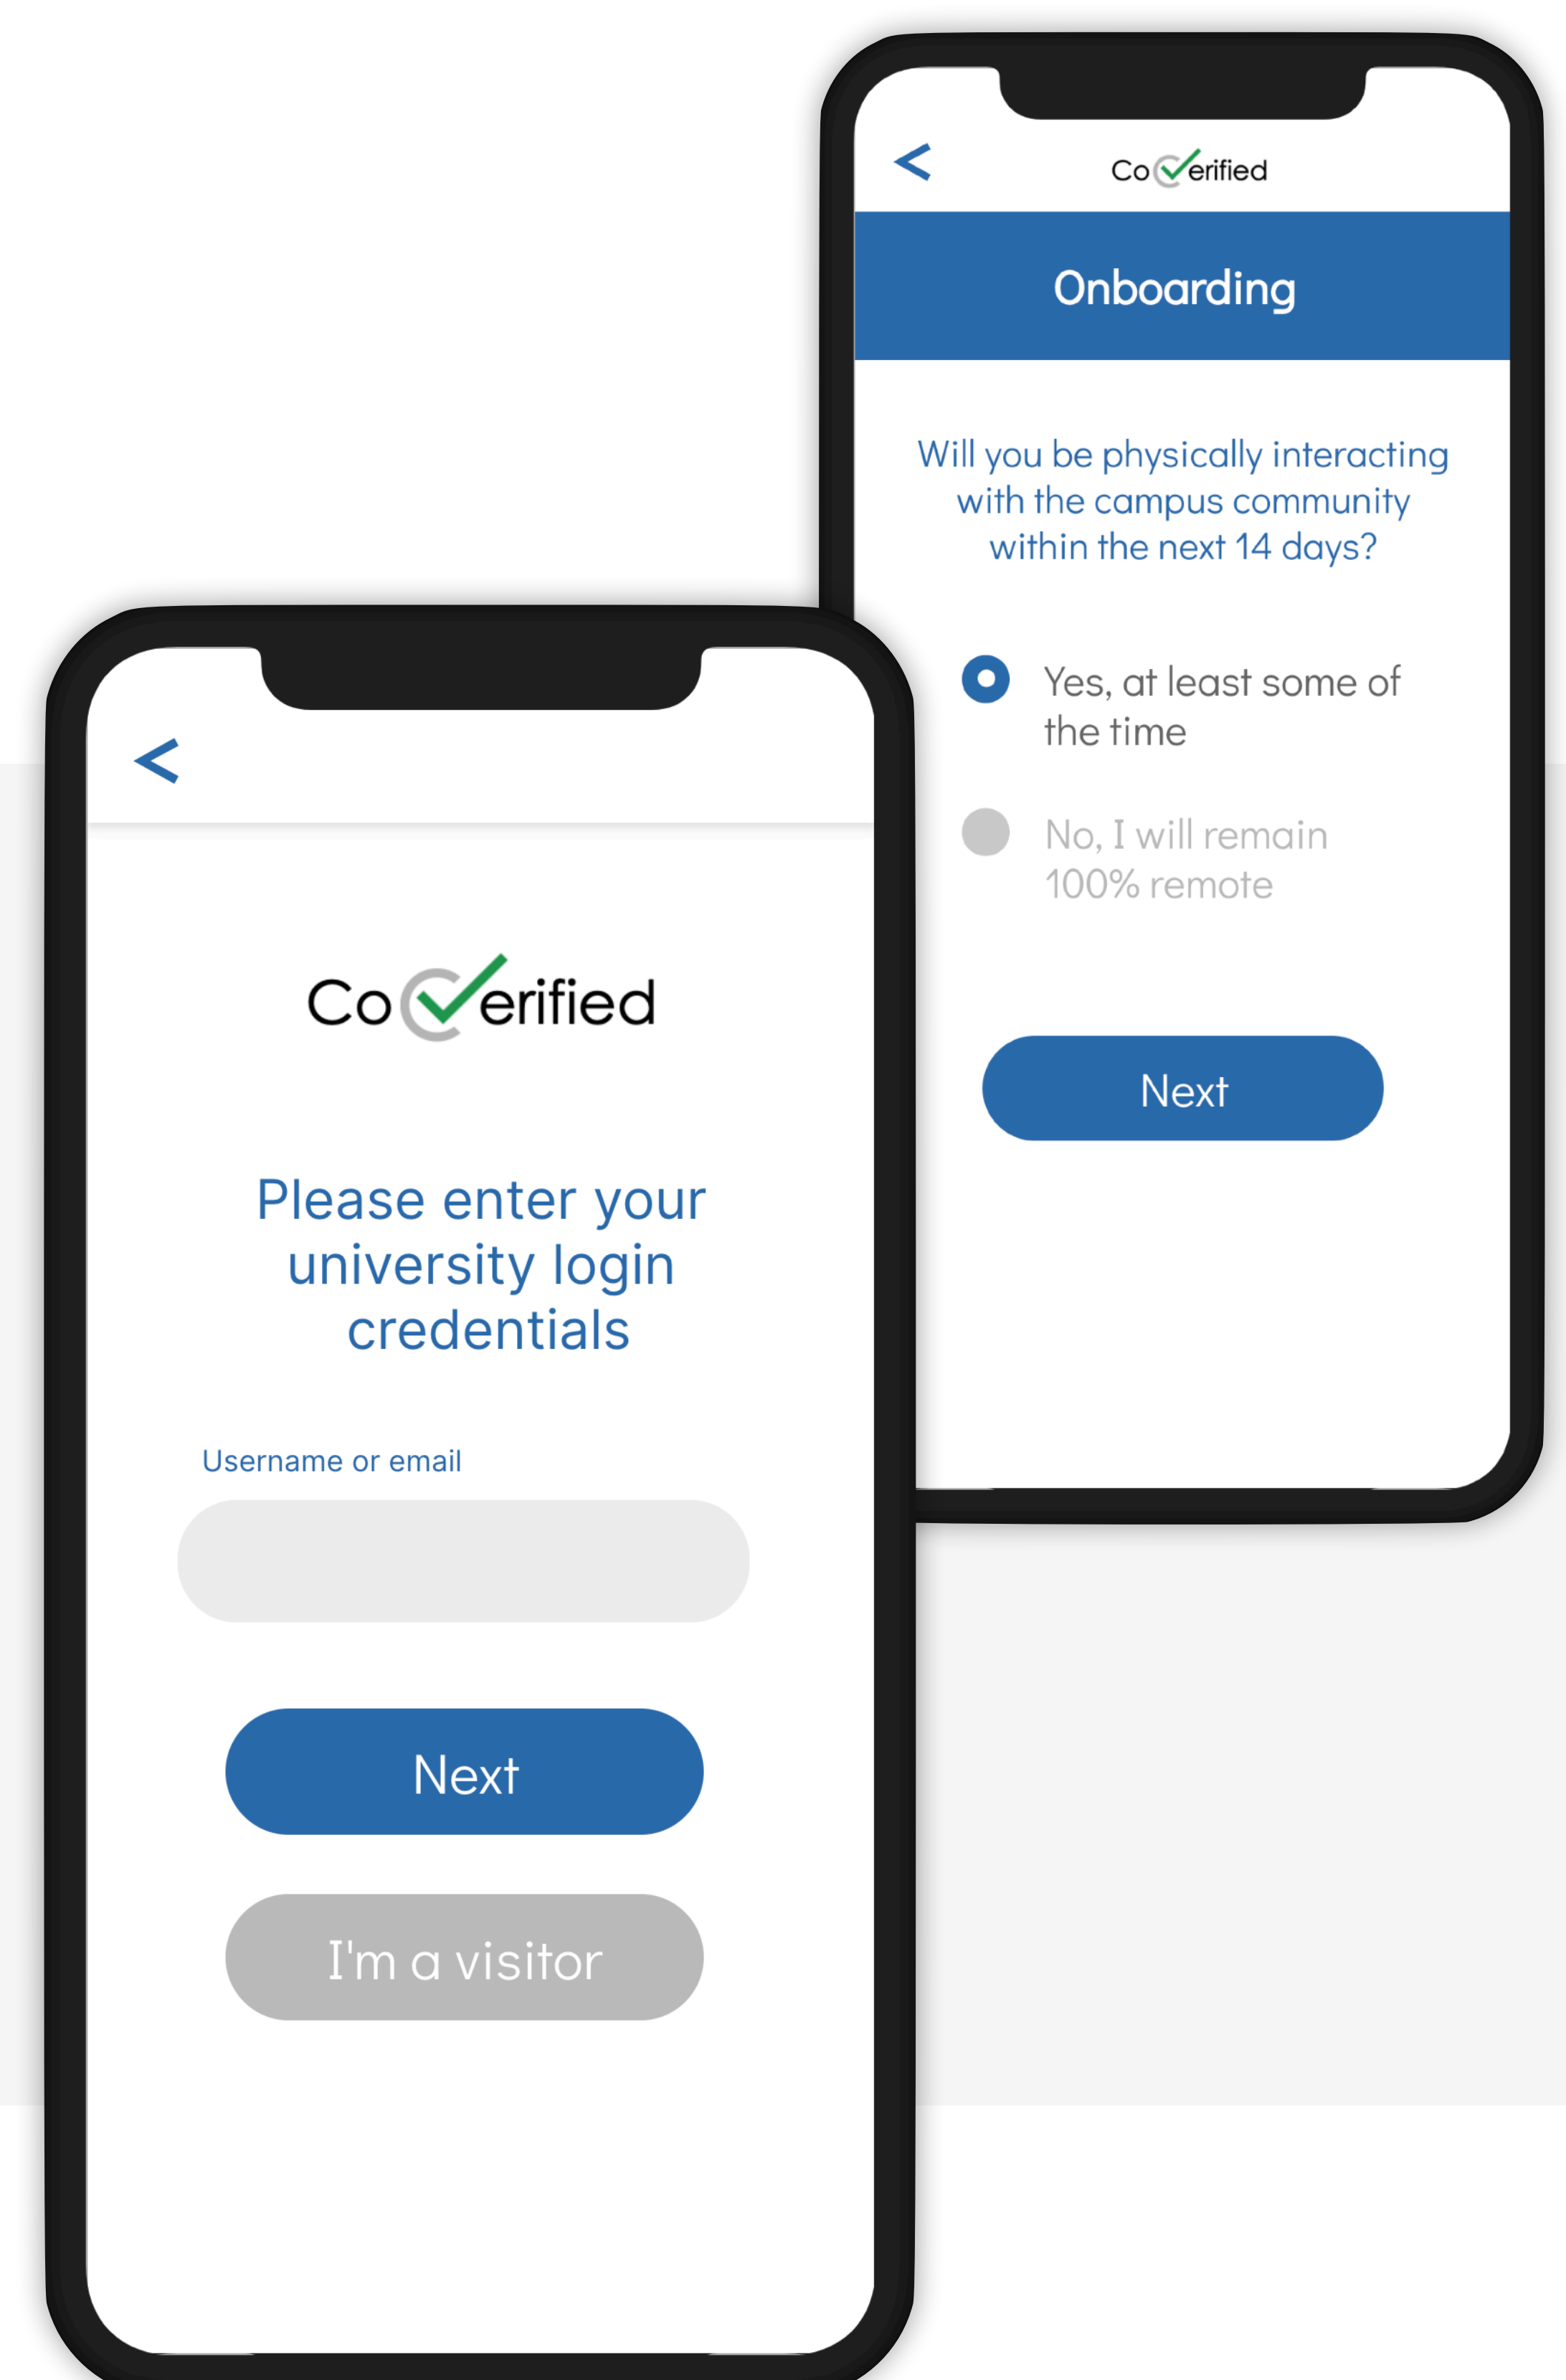 CoVerified
Onboarding
Will you be physically interacting
with the campus community
within the next 14 days?
Yes, at least some of
the time
No, I will remain
100% remote
Next
CoVerified
Please enter your
university login
credentials
Username or email
Next
I'm a visitor